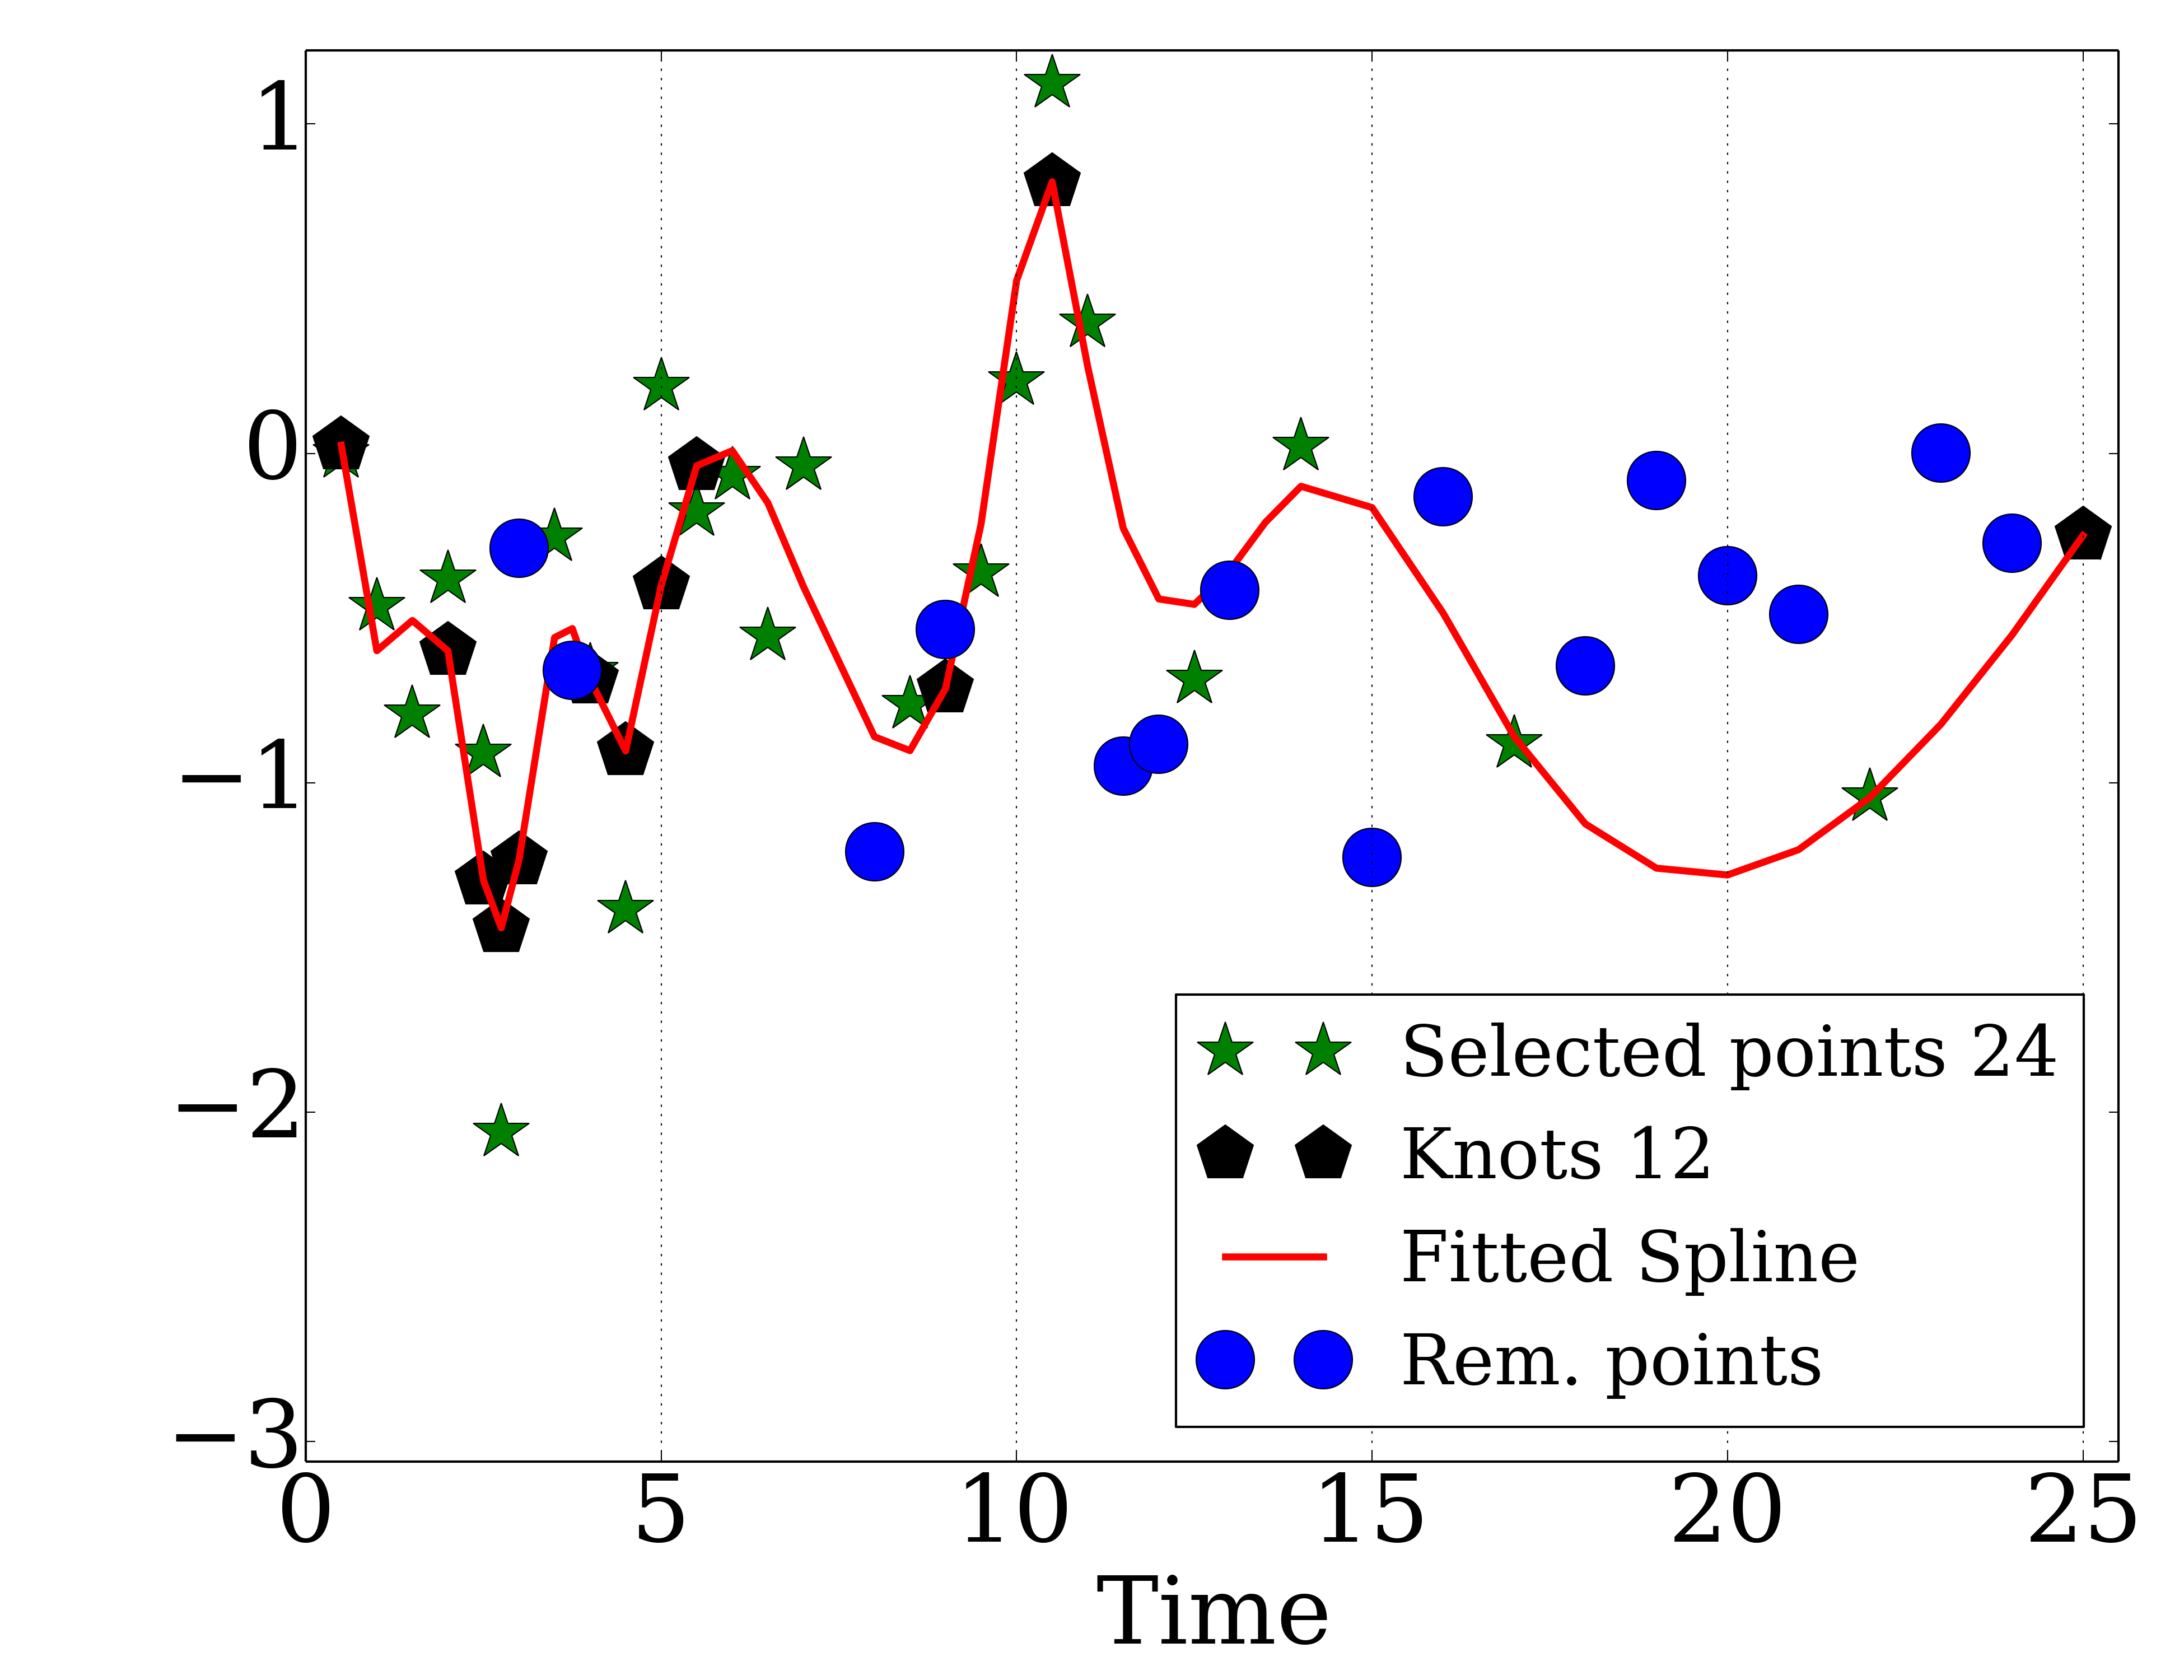 1
0
−1
−2
−3
Selected points 24
Knots 12
Fitted Spline
Rem. points
0 5 10 15 20 25
Time